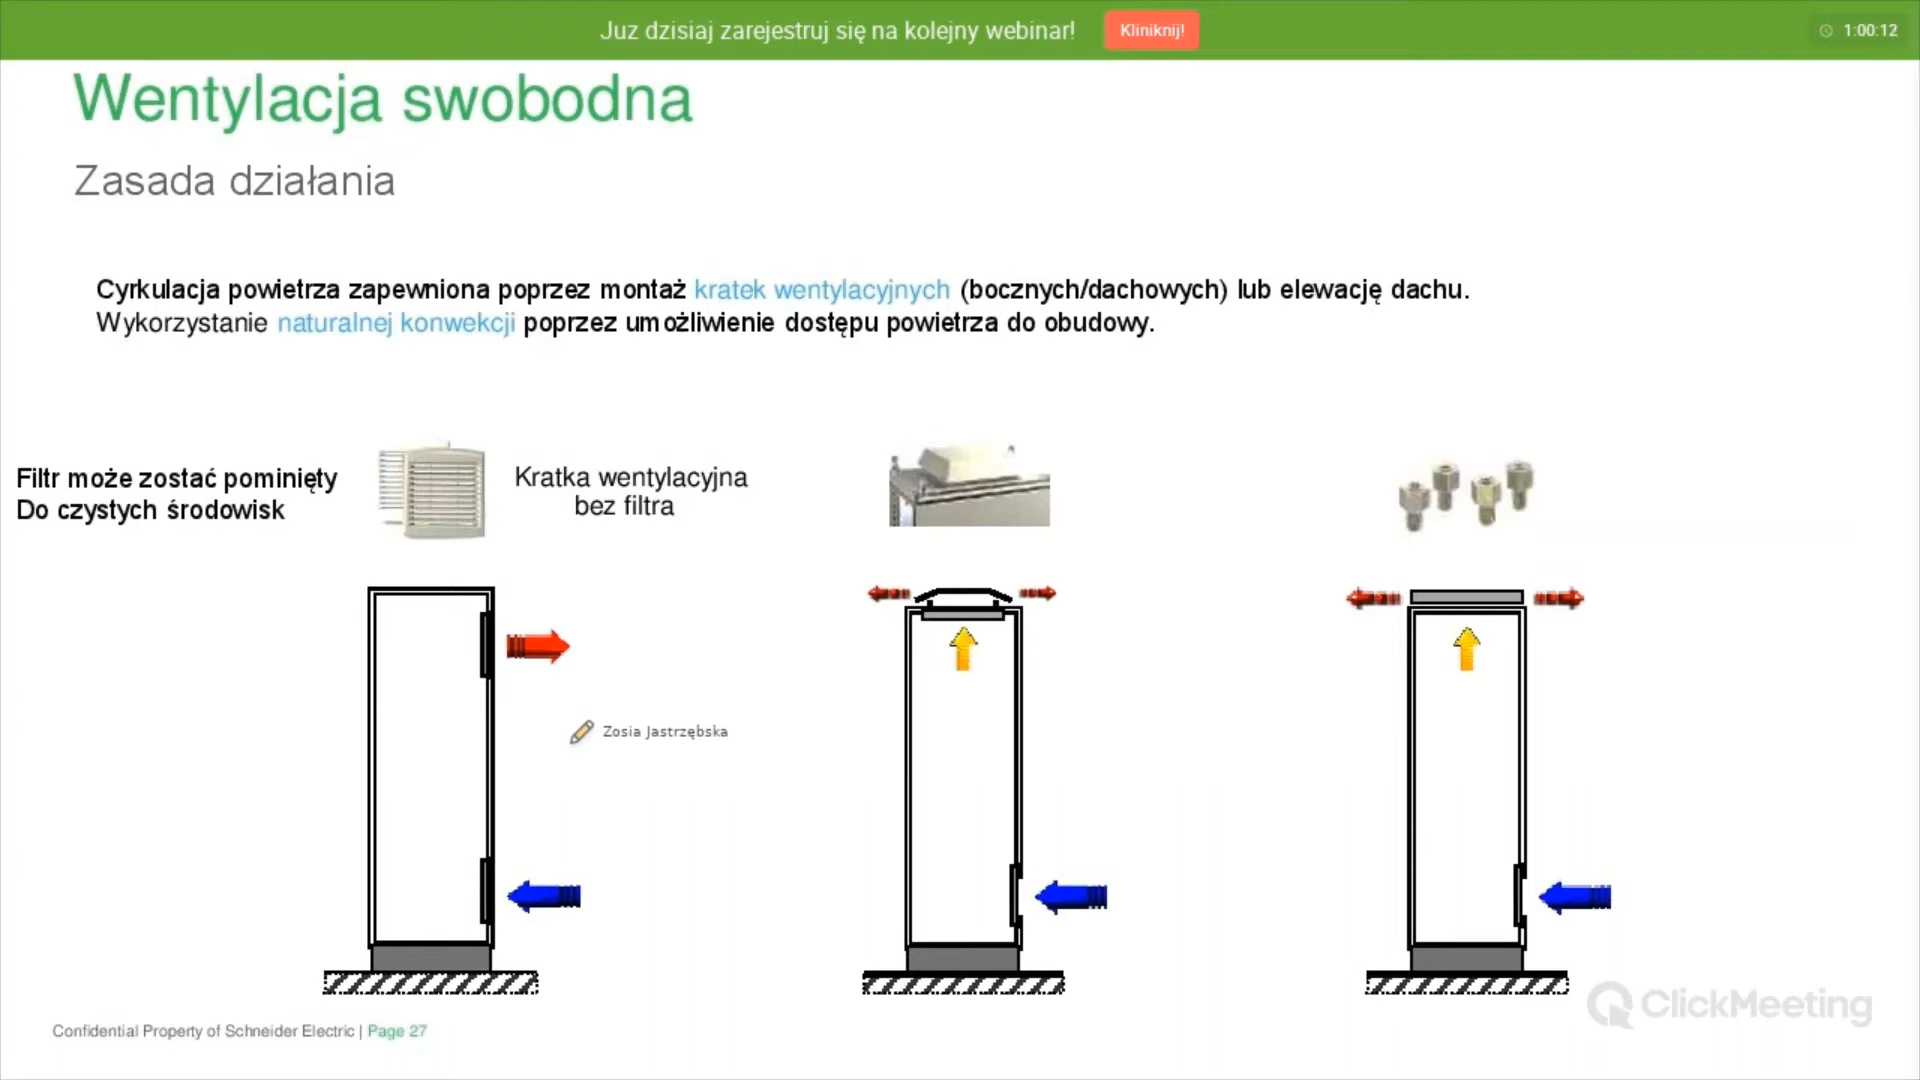 Juz dzisiaj zarejestruj się na kolejny webinar!
Kliniknij!
1:00:12
Wentylacja swobodna
Zasada działania
Cyrkulacja powietrza zapewniona poprzez montaż kratek wentylacyjnych (bocznych/dachowych) lub elewację dachu.
Wykorzystanie naturalnej konwekcji poprzez umożliwienie dostępu powietrza do obudowy.
Filtr może zostać pominięty
Do czystych środowisk
Kratka wentylacyjna
bez filtra
Zosia Jastrzębska
ClickMeeting
Confidential Property of Schneider Electric | Page 27